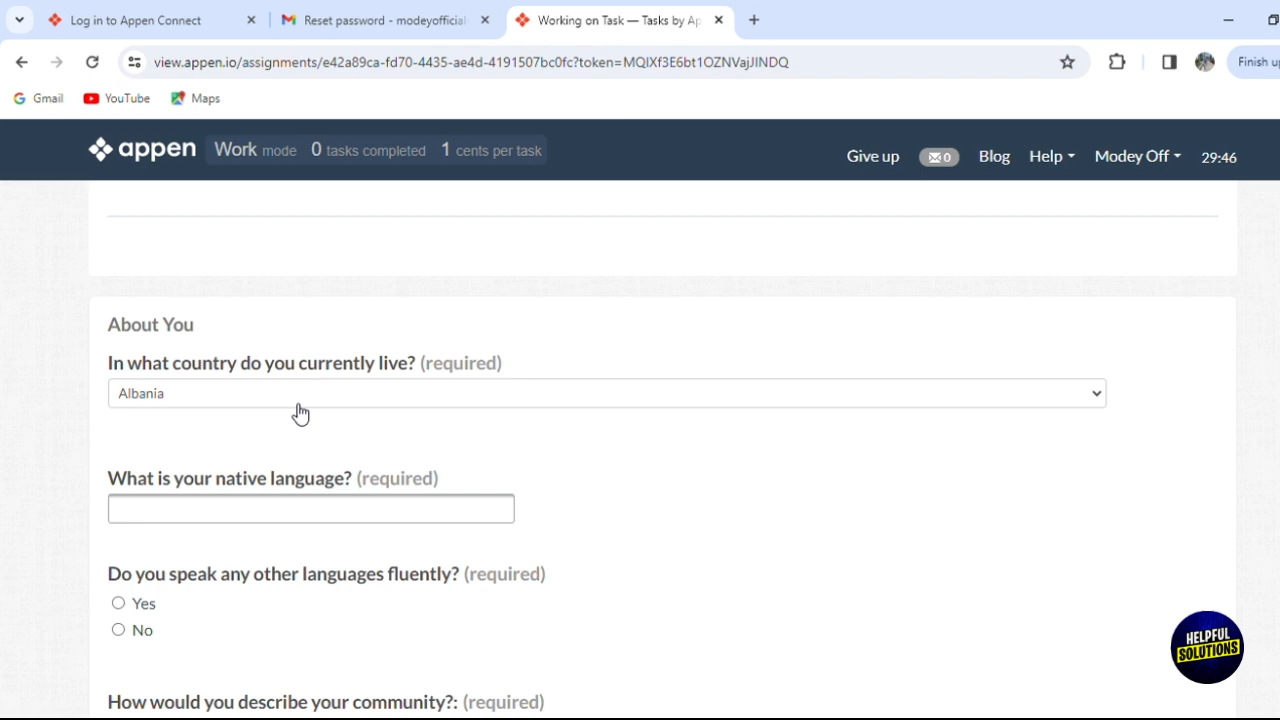 Log in to Appen Connect
Reset password - modeyofficial
Working on Task — Tasks by Ap
view.appen.io/assignments/e42a89ca-fd70-4435-ae4d-4191507bc0fc?token=MQIXf3E6bt1OZNVajJINDQ
Finish u
Gmail YouTube Maps
appen Work mode 0 tasks completed 1 cents per task
Give up 0 Blog Help Modey Off 29:46
About You
In what country do you currently live? (required)
Albania
What is your native language? (required)
Do you speak any other languages fluently? (required)
Yes
No
HELPFUL
SOLUTIONS
How would you describe your community?: (required)